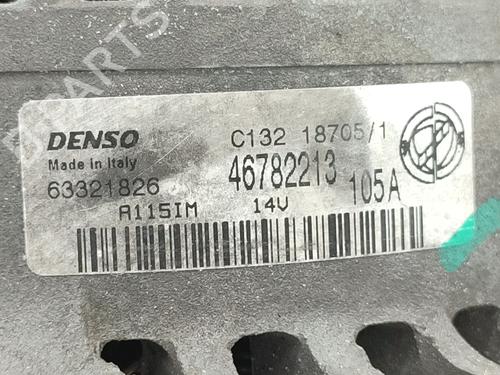 DENSO
C132 18705/1
Made in Italy
46782213
63321826
105A
A115IM
14V